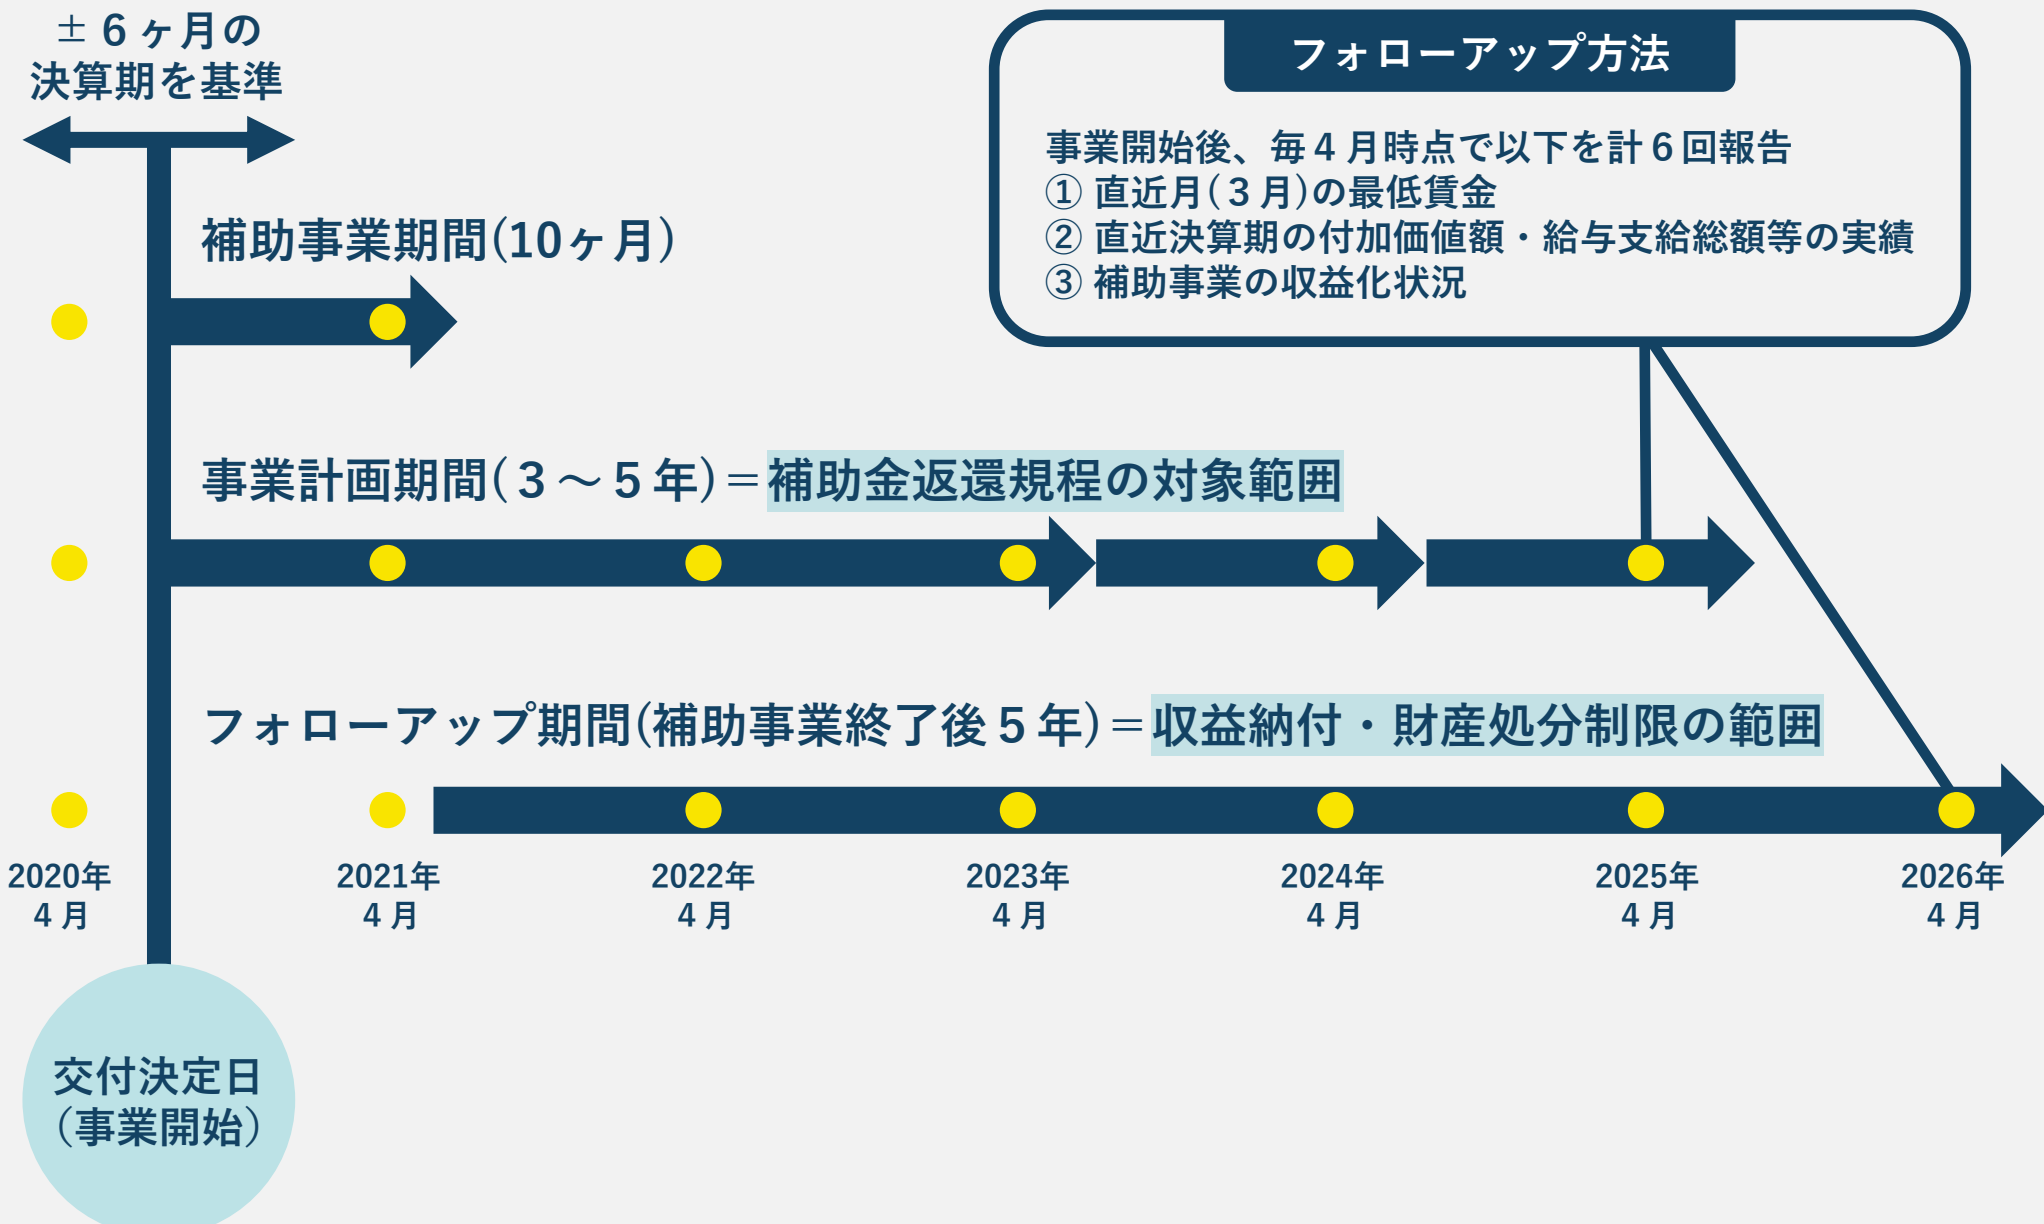 ±６ヶ月の
決算期を基準
フォローアップ方法
事業開始後、毎４月時点で以下を計６回報告
① 直近月(３月)の最低賃金
② 直近決算期の付加価値額・給与支給総額等の実績
③ 補助事業の収益化状況
補助事業期間(10ヶ月)
事業計画期間(３～５年)＝補助金返還規程の対象範囲
フォローアップ期間(補助事業終了後５年)＝収益納付・財産処分制限の範囲
2020年
４月
2021年
４月
2022年
４月
2023年
４月
2024年
４月
2025年
４月
2026年
４月
交付決定日
（事業開始）